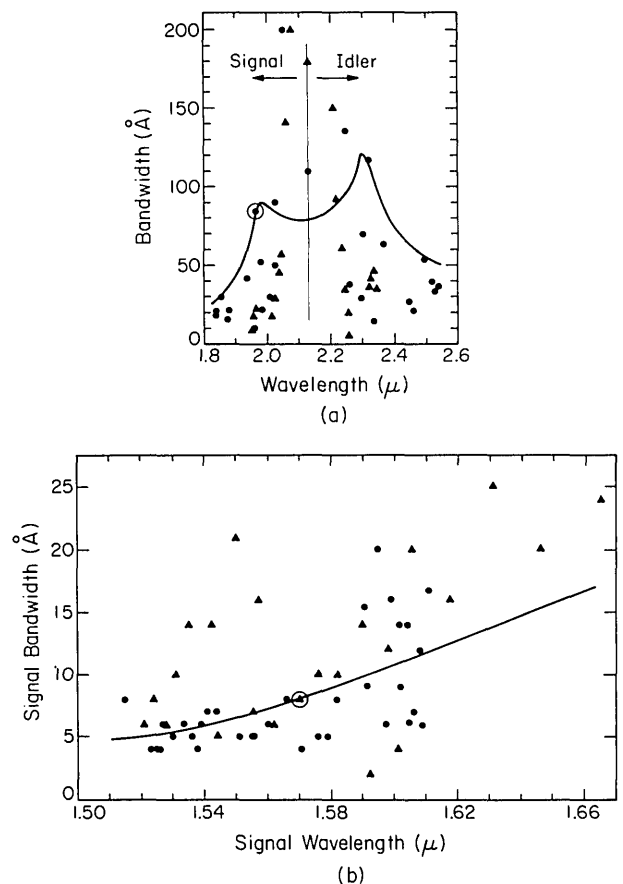 200
Signal Idler
150
100
50
0
Bandwidth (Å)
1.8 2.0 2.2 2.4 2.6
Wavelength (μ)
(a)
25
20
15
10
5
0
Signal Bandwidth (Å)
1.50 1.54 1.58 1.62 1.66
Signal Wavelength (μ)
(b)